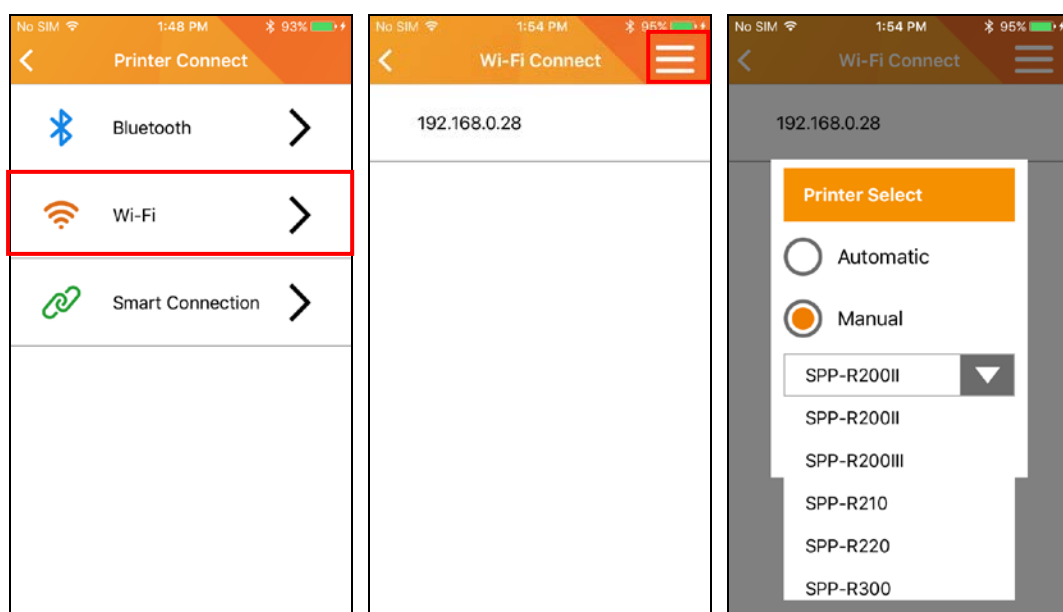 No SIM 1:48 PM 93%
Printer Connect
Bluetooth
Wi-Fi
Smart Connection
No SIM 1:54 PM 95%
Wi-Fi Connect
192.168.0.28
No SIM 1:54 PM 95%
Wi-Fi Connect
192.168.0.28
Printer Select
Automatic
Manual
SPP-R200II
SPP-R200II
SPP-R200III
SPP-R210
SPP-R220
SPP-R300